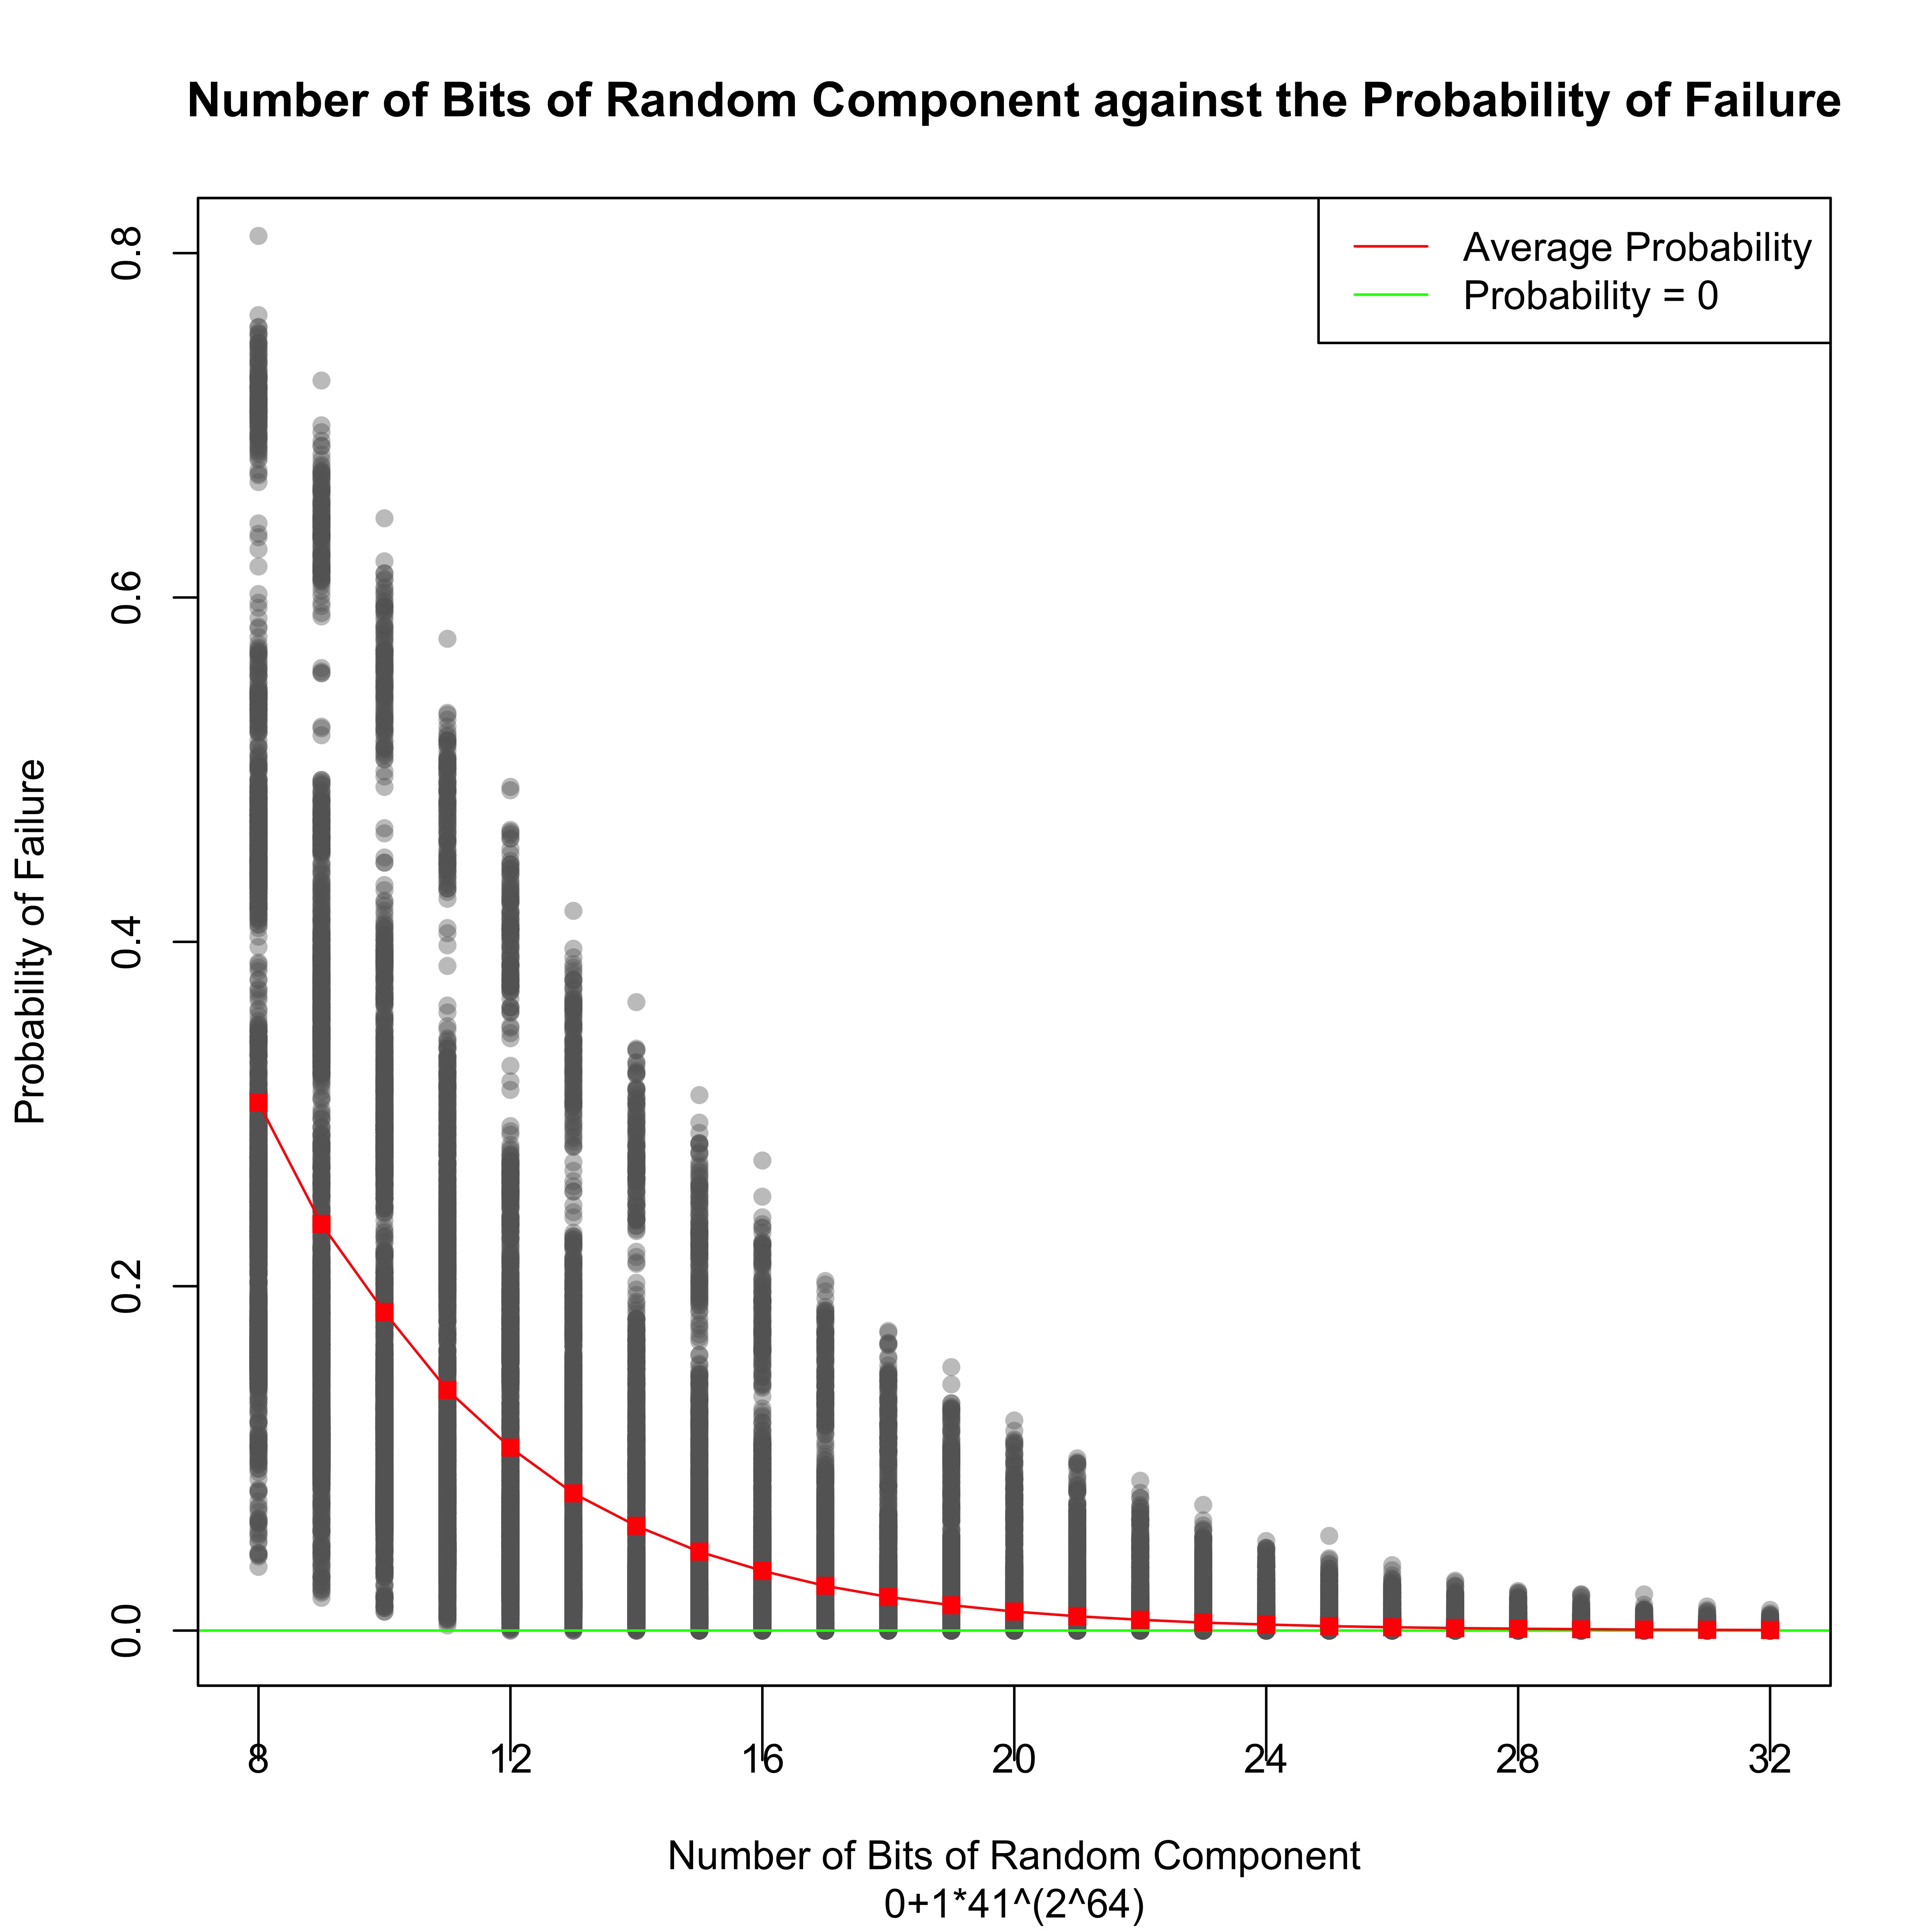 Number of Bits of Random Component against the Probability of Failure
Average Probability
Probability = 0
Probability of Failure
0.8
0.6
0.4
0.2
0.0
8 12 16 20 24 28 32
Number of Bits of Random Component
0+1*41^(2^64)